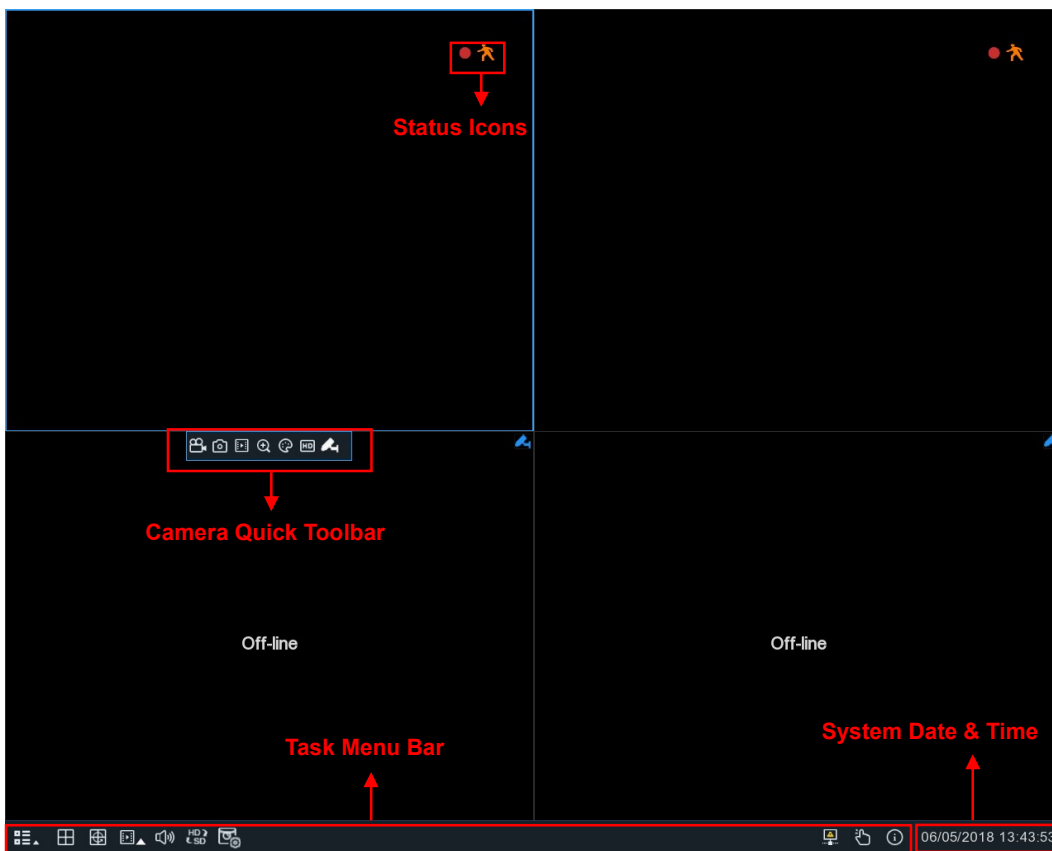 Status Icons
HD
Camera Quick Toolbar
Off-line
Off-line
Task Menu Bar
System Date & Time
HD
SD
06/05/2018 13:43:53